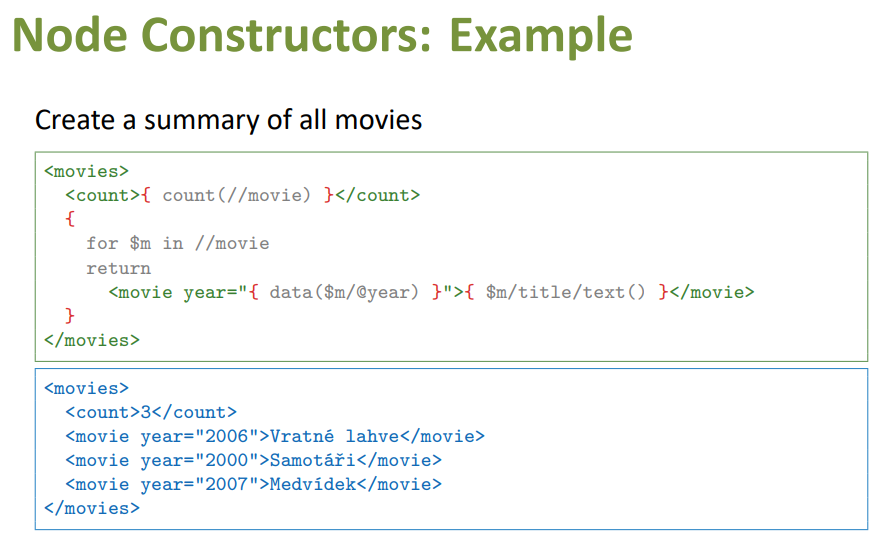 Node Constructors: Example
Create a summary of all movies
<movies>
  <count>{ count(//movie) }</count>
  {
    for $m in //movie
    return
      <movie year="{ data($m/@year) }">{ $m/title/text() }</movie>
  }
</movies>
<movies>
  <count>3</count>
  <movie year="2006">Vratné lahve</movie>
  <movie year="2000">Samotáři</movie>
  <movie year="2007">Medvídek</movie>
</movies>